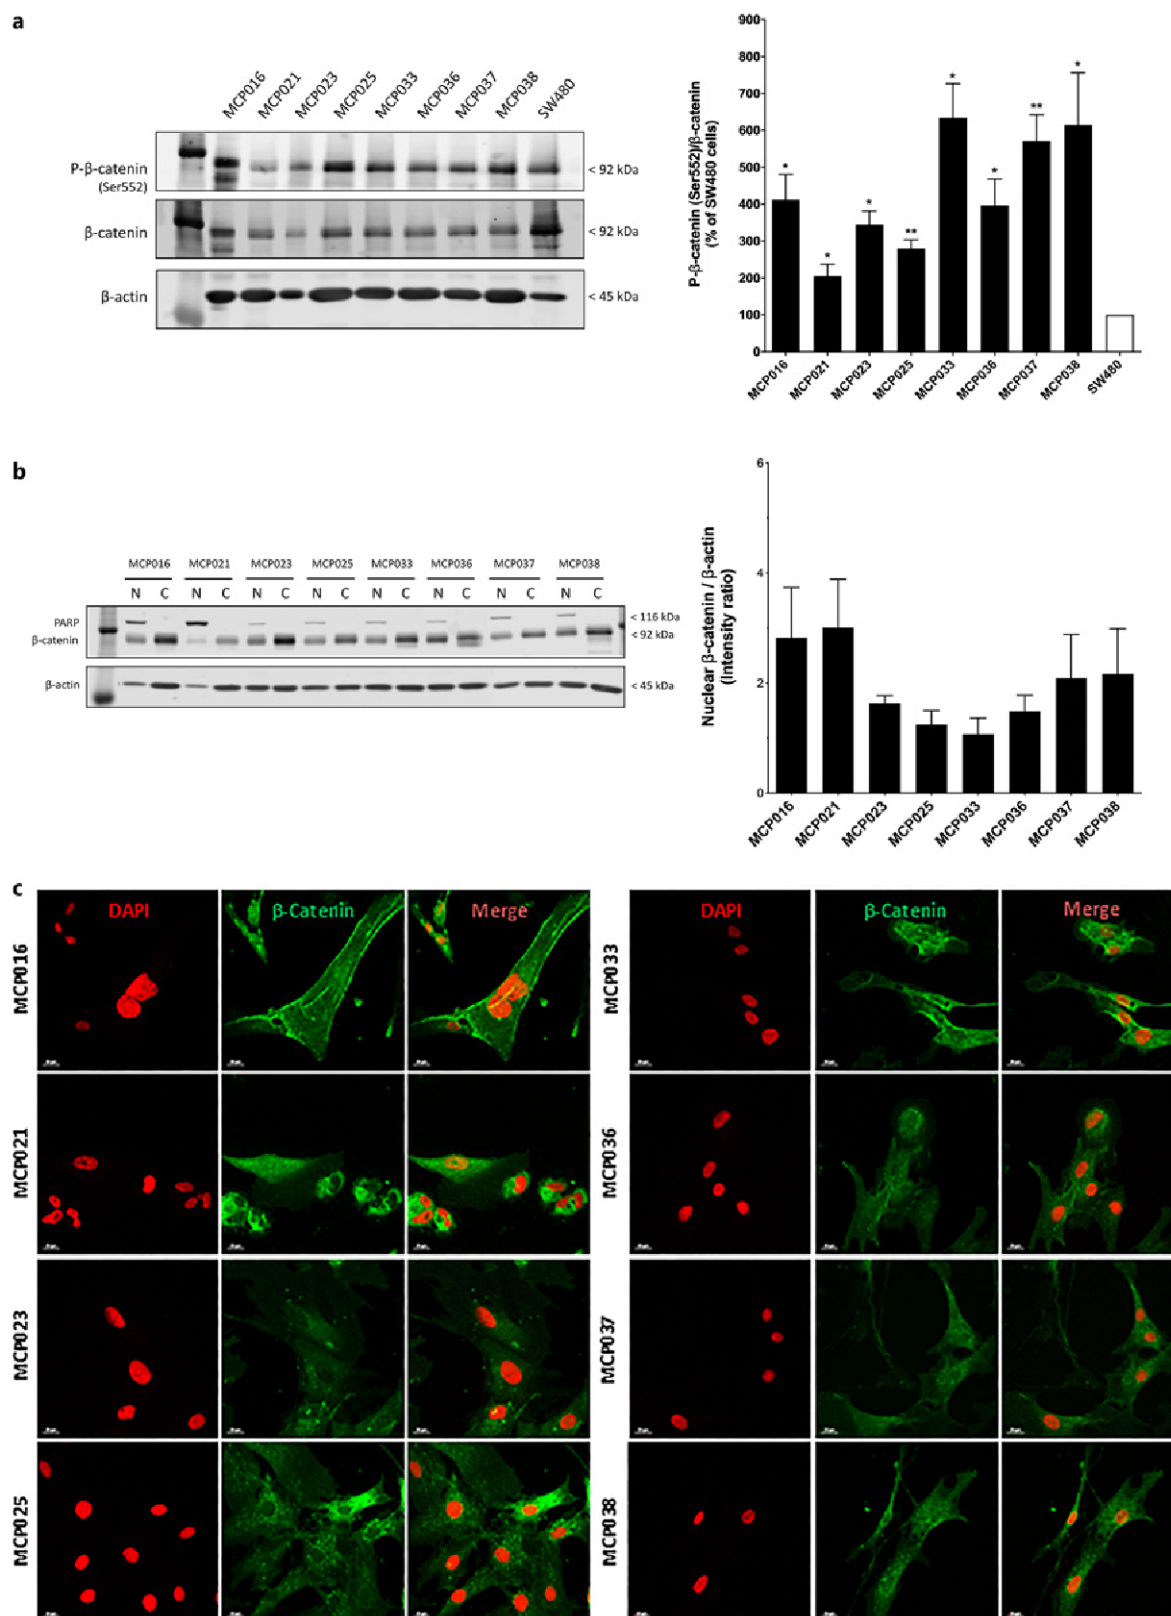 a
MCP016
MCP021
MCP023
MCP025
MCP033
MCP036
MCP037
MCP038
SW480
P-β-catenin
(Ser552)
< 92 kDa
β-catenin
< 92 kDa
β-actin
< 45 kDa
P-β-catenin (Ser552)/β-catenin
(% of SW480 cells)
900
800
700
600
500
400
300
200
100
0
*
*
*
**
*
*
**
*
MCP016
MCP021
MCP023
MCP025
MCP033
MCP036
MCP037
MCP038
SW480
b
MCP016 MCP021 MCP023 MCP025 MCP033 MCP036 MCP037 MCP038
N C N C N C N C N C N C N C N C
PARP
< 116 kDa
β-catenin
< 92 kDa
β-actin
< 45 kDa
Nuclear β-catenin / β-actin
(Intensity ratio)
6
4
2
0
MCP016
MCP021
MCP023
MCP025
MCP033
MCP036
MCP037
MCP038
c
DAPI β-Catenin Merge
MCP016
MCP021
MCP023
MCP025
DAPI β-Catenin Merge
MCP033
MCP036
MCP037
MCP038